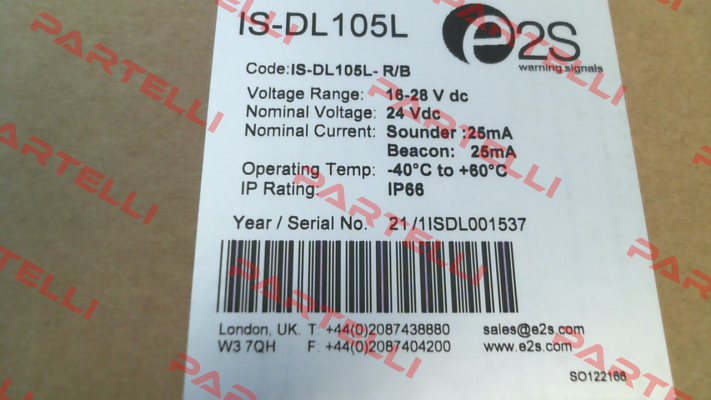 IS-DL105L
e2S
warning signals
Code:IS-DL105L- R/B
Voltage Range: 16-28 V dc
Nominal Voltage: 24 Vdc
Nominal Current: Sounder :25mA
Beacon: 25mA
Operating Temp: -40°C to +60°C
IP Rating: IP66
Year / Serial No. 21 /1ISDL001537
London, UK. T: +44(0)2087438880 sales@e2s.com
W3 7QH F: +44(0)2087404200 www.e2s.com
SO122166
PARTELLI
PARTELLI
PARTELLI
PARTELLI
PARTELLI
PARTELLI
PARTELLI
PARTELLI